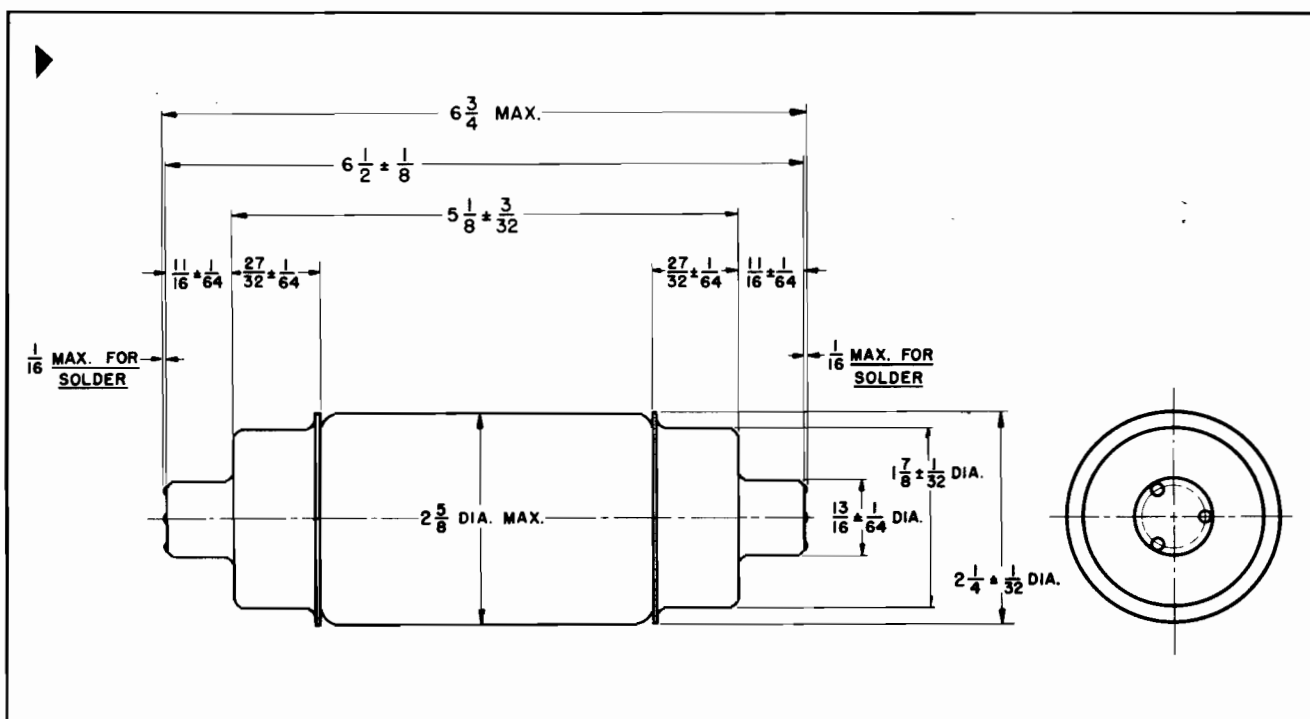 6 3/4 MAX.
6 1/2 ± 1/8
5 1/8 ± 3/32
11/16 ± 1/64
27/32 ± 1/64
27/32 ± 1/64
11/16 ± 1/64
1/16 MAX. FOR
SOLDER
1/16 MAX. FOR
SOLDER
2 5/8 DIA. MAX.
1 7/8 ± 1/32 DIA.
13/16 ± 1/64 DIA.
2 1/4 ± 1/32 DIA.